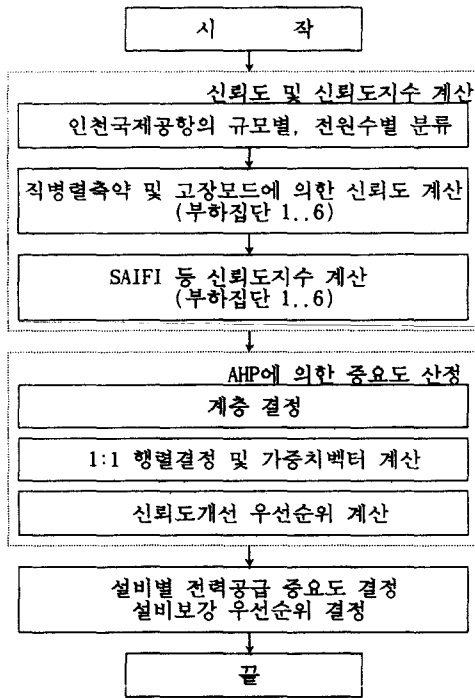 시 작
신뢰도 및 신뢰도지수 계산
인천국제공항의 규모별, 전원수별 분류
직병렬축약 및 고장모드에 의한 신뢰도 계산
(부하집단 1..6)
SAIFI 등 신뢰도지수 계산
(부하집단 1..6)
AHP에 의한 중요도 산정
계층 결정
1:1 행렬결정 및 가중치벡터 계산
신뢰도개선 우선순위 계산
설비별 전력공급 중요도 결정
설비보강 우선순위 결정
끝